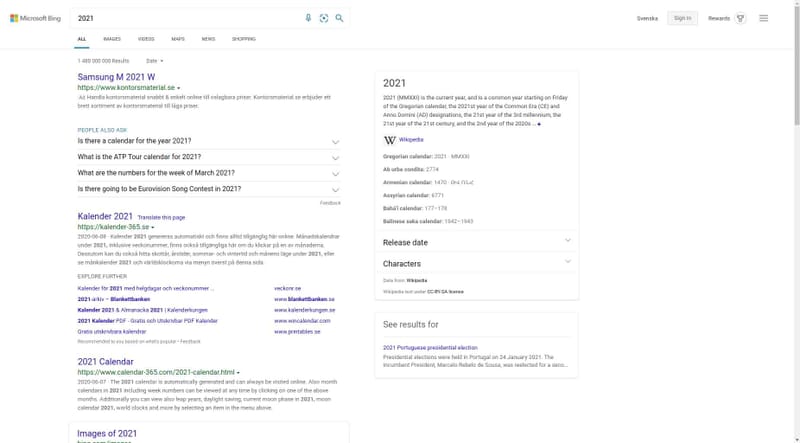 Microsoft Bing
2021
Svenska
Sign in
Rewards
ALL
IMAGES
VIDEOS
MAPS
NEWS
SHOPPING
1 480 000 000 Results
Date
Samsung M 2021 W
https://www.kontorsmaterial.se
Ad Handla kontorsmaterial snabbt & enkelt online till oslagbara priser. Kontorsmaterial.se erbjuder ett
brett sortiment av kontorsmaterial till låga priser.
PEOPLE ALSO ASK
Is there a calendar for the year 2021?
What is the ATP Tour calendar for 2021?
What are the numbers for the week of March 2021?
Is there going to be Eurovision Song Contest in 2021?
Feedback
Kalender 2021 Translate this page
https://kalender-365.se
2020-06-08 · Kalender 2021 genereras automatiskt och finns alltid tillgänglig här online. Månadskalendrar
under 2021, inklusive veckonummer, finns också tillgängliga här om du klickar på en av månaderna.
Dessutom kan du också hitta skottår, årstider, sommar- och vintertid och månens läge under 2021, eller
se månkalender 2021 och världsklockorna via menyn överst på denna sida.
EXPLORE FURTHER
Kalender för 2021 med helgdagar och veckonummer ...
veckonr.se
2021-arkiv – Blankettbanken
www.blankettbanken.se
Kalender 2021 & Almanacka 2021 | Kalenderkungen
www.kalenderkungen.se
2021 Kalender PDF - Gratis och Utskrivbar PDF Kalender
www.wincalendar.com
Gratis utskrivbara kalendrar
www.printables.se
Recommended to you based on what's popular • Feedback
2021 Calendar
https://www.calendar-365.com/2021-calendar.html
2020-06-07 · The 2021 calendar is automatically generated and can always be visited online. Also month
calendars in 2021 including week numbers can be viewed at any time by clicking on one of the above
months. Additionally you can view also leap years, daylight saving, current moon phase in 2021, moon
calendar 2021, world clocks and more by selecting an item in the menu above.
Images of 2021
bing.com/images
2021
2021 (MMXXI) is the current year, and is a common year starting on Friday
of the Gregorian calendar, the 2021st year of the Common Era (CE) and
Anno Domini (AD) designations, the 21st year of the 3rd millennium, the
21st year of the 21st century, and the 2nd year of the 2020s ...
W Wikipedia
Gregorian calendar: 2021 · MMXXI
Ab urbe condita: 2774
Armenian calendar: 1470 · ԹՎ ՌՆՀ
Assyrian calendar: 6771
Bahá'í calendar: 177–178
Balinese saka calendar: 1942–1943
Release date
Characters
Data from: Wikipedia
Wikipedia text under CC-BY-SA license
See results for
2021 Portuguese presidential election
Presidential elections were held in Portugal on 24 January 2021. The
incumbent President, Marcelo Rebelo de Sousa, was reelected for a seco...